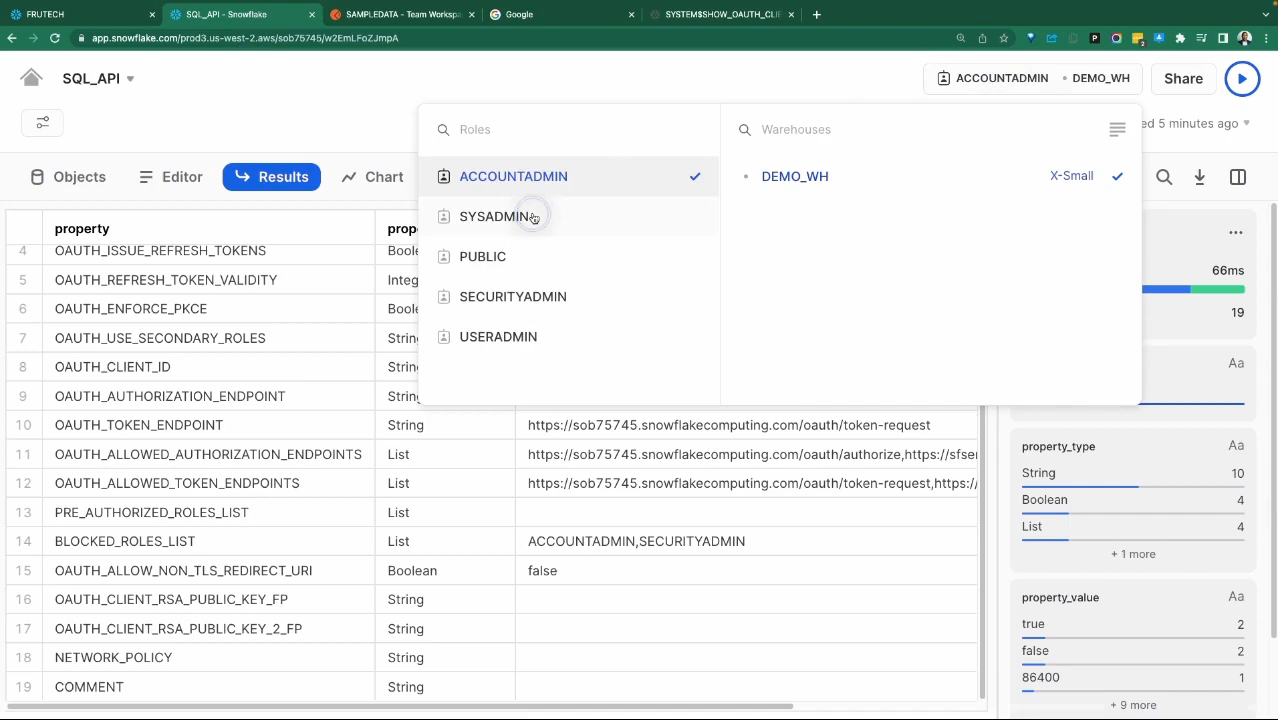 FRUTECH
SQL_API - Snowflake
SAMPLEDATA - Team Workspa
Google
SYSTEM$SHOW_OAUTH_CLIE
app.snowflake.com/prod3.us-west-2.aws/sob75745/w2EmLFoZJmpA
SQL_API
ACCOUNTADMIN
DEMO_WH
Share
Roles
Warehouses
ed 5 minutes ago
Objects
Editor
Results
Chart
ACCOUNTADMIN
SYSADMIN
PUBLIC
SECURITYADMIN
USERADMIN
DEMO_WH
X-Small
property
prop
4 OAUTH_ISSUE_REFRESH_TOKENS Boole
5 OAUTH_REFRESH_TOKEN_VALIDITY Integ
6 OAUTH_ENFORCE_PKCE Boole
7 OAUTH_USE_SECONDARY_ROLES String
8 OAUTH_CLIENT_ID String
9 OAUTH_AUTHORIZATION_ENDPOINT String
10 OAUTH_TOKEN_ENDPOINT String https://sob75745.snowflakecomputing.com/oauth/token-request
11 OAUTH_ALLOWED_AUTHORIZATION_ENDPOINTS List https://sob75745.snowflakecomputing.com/oauth/authorize,https://sfse
12 OAUTH_ALLOWED_TOKEN_ENDPOINTS List https://sob75745.snowflakecomputing.com/oauth/token-request,https:/
13 PRE_AUTHORIZED_ROLES_LIST List
14 BLOCKED_ROLES_LIST List ACCOUNTADMIN,SECURITYADMIN
15 OAUTH_ALLOW_NON_TLS_REDIRECT_URI Boolean false
16 OAUTH_CLIENT_RSA_PUBLIC_KEY_FP String
17 OAUTH_CLIENT_RSA_PUBLIC_KEY_2_FP String
18 NETWORK_POLICY String
19 COMMENT String
66ms
19
Aa
property_type Aa
String 10
Boolean 4
List 4
+ 1 more
property_value Aa
true 2
false 2
86400 1
+ 9 more